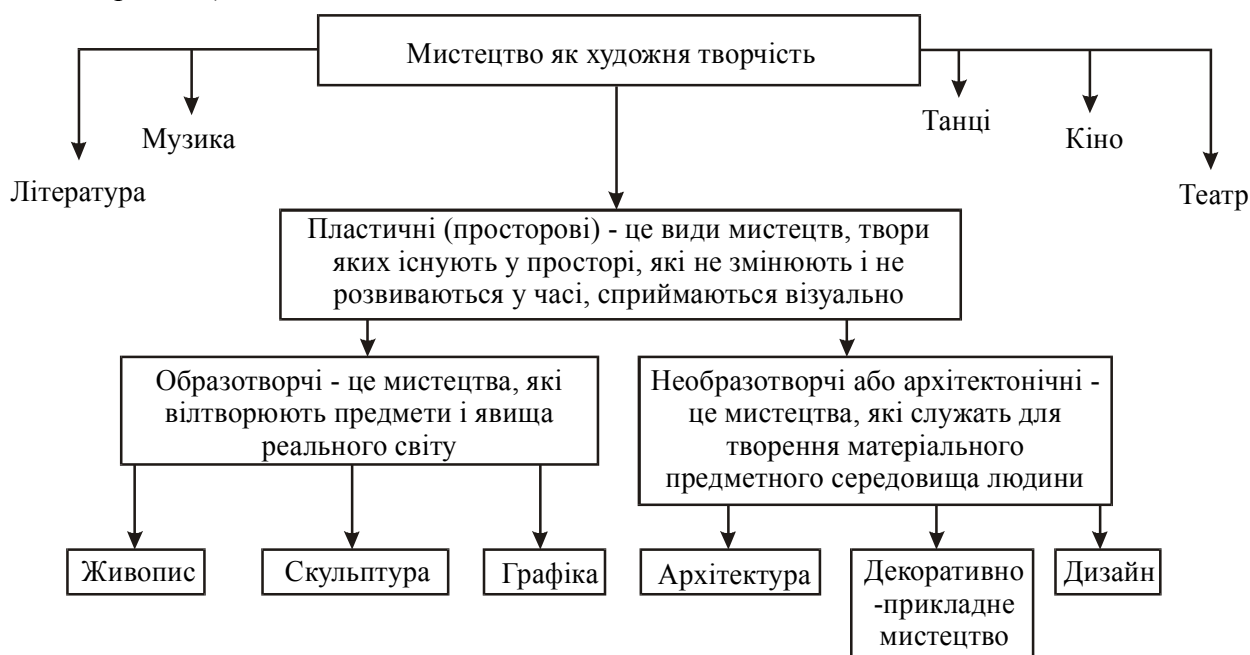 Мистецтво як художня творчість
Література
Музика
Танці
Кіно
Театр
Пластичні (просторові) - це види мистецтв, твори
яких існують у просторі, які не змінюють і не
розвиваються у часі, сприймаються візуально
Образотворчі - це мистецтва, які
вілтворюють предмети і явища
реального світу
Необразотворчі або архітектонічні -
це мистецтва, які служать для
творення матеріального
предметного середовища людини
Живопис
Скульптура
Графіка
Архітектура
Декоративно
-прикладне
мистецтво
Дизайн